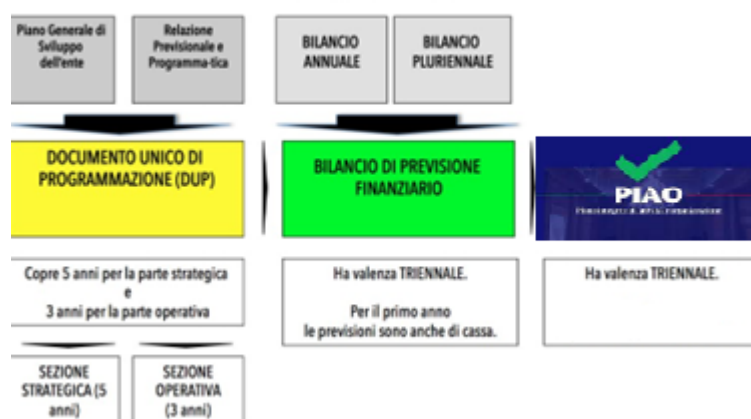 Piano Generale di
Sviluppo
dell'ente
Relazione
Previsionale e
Programma-tica
BILANCIO
ANNUALE
BILANCIO
PLURIENNALE
DOCUMENTO UNICO DI
PROGRAMMAZIONE (DUP)
BILANCIO DI PREVISIONE
FINANZIARIO
PIAO
Copre 5 anni per la parte strategica
e
3 anni per la parte operativa
Ha valenza TRIENNALE.
Per il primo anno
le previsioni sono anche di cassa.
Ha valenza TRIENNALE.
SEZIONE
STRATEGICA (5
anni)
SEZIONE
OPERATIVA
(3 anni)